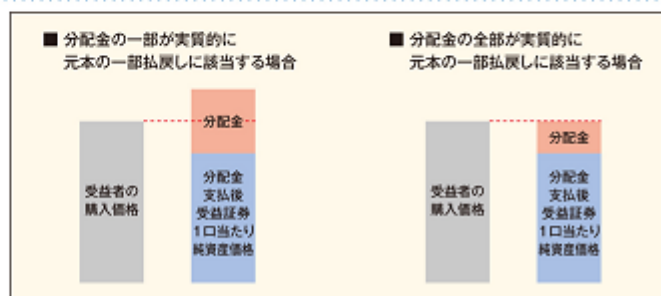 ■ 分配金の一部が実質的に
元本の一部払戻しに該当する場合
分配金
受益者の
購入価格
分配金
支払後
受益証券
1口当たり
純資産価格
■ 分配金の全部が実質的に
元本の一部払戻しに該当する場合
分配金
受益者の
購入価格
分配金
支払後
受益証券
1口当たり
純資産価格